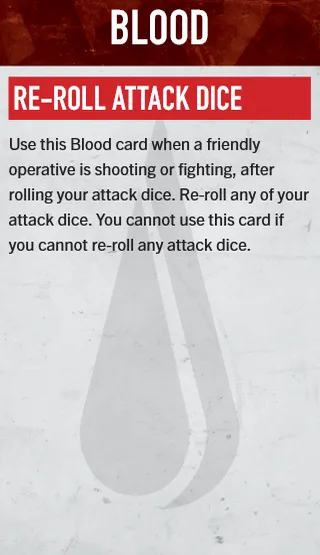 BLOOD
RE-ROLL ATTACK DICE
Use this Blood card when a friendly
operative is shooting or fighting, after
rolling your attack dice. Re-roll any of your
attack dice. You cannot use this card if
you cannot re-roll any attack dice.